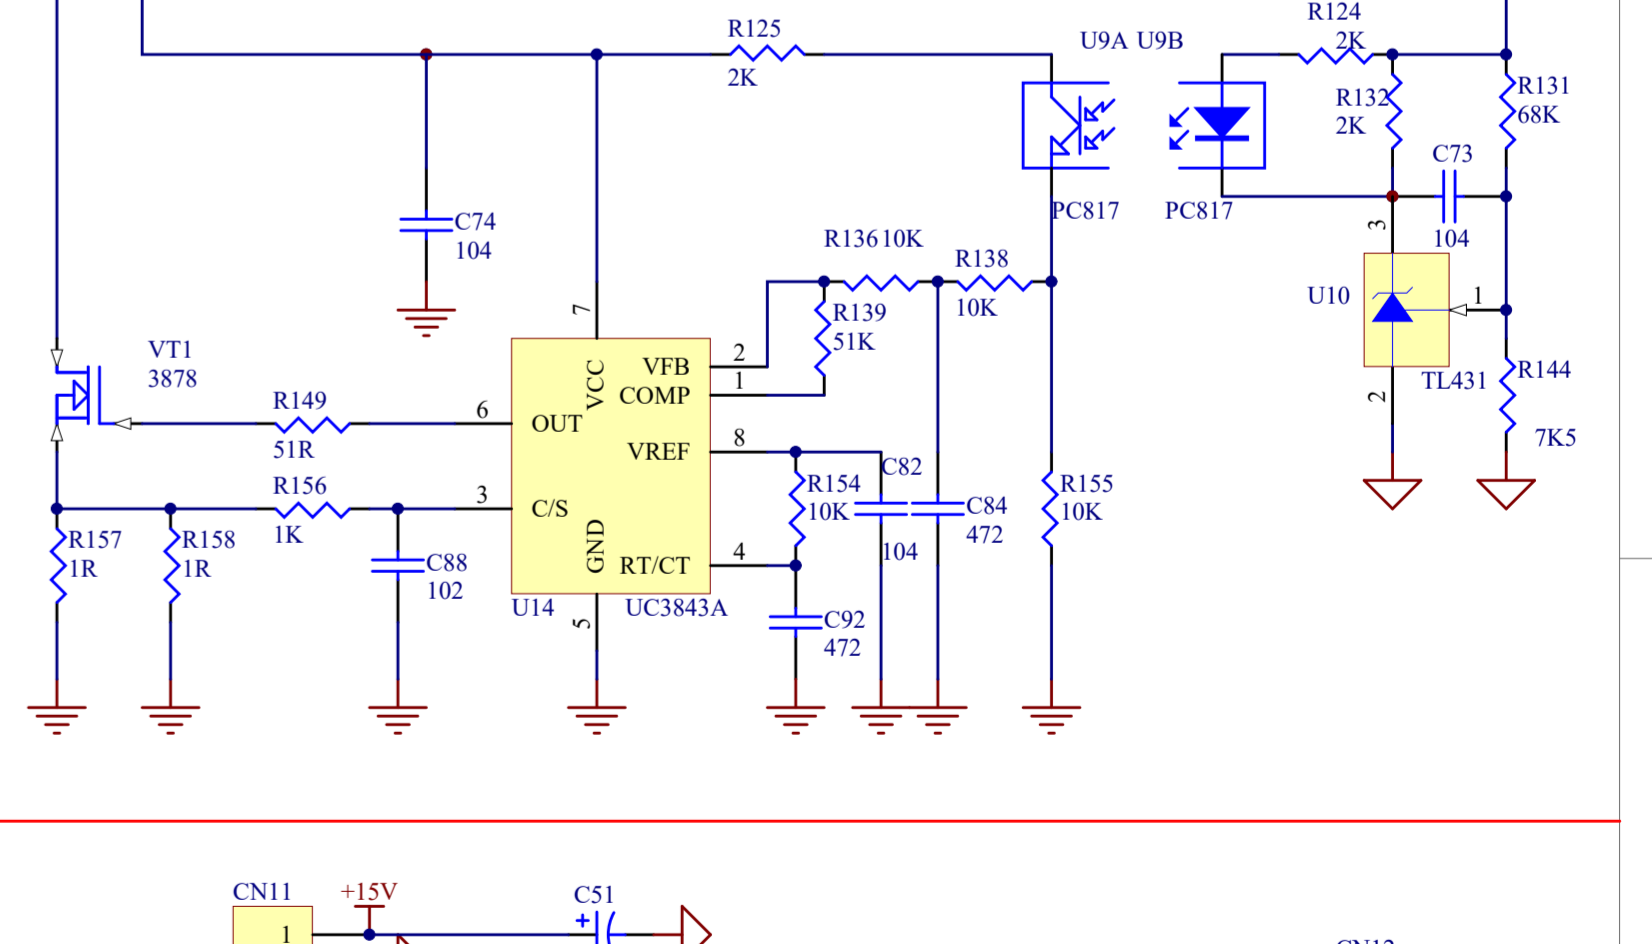 R124
2K
R125
2K
U9A U9B
R132
2K
R131
68K
C73
104
PC817
PC817
C74
104
R136 10K
R138
10K
R139
51K
U10
3
1
2
TL431
R144
7K5
VT1
3878
R149
51R
6
7
VCC
VFB
2
COMP
1
OUT
VREF
8
C82
104
R154
10K
C84
472
R155
10K
R156
1K
3
C/S
GND
RT/CT
4
R157
1R
R158
1R
C88
102
U14
UC3843A
5
C92
472
CN11
+15V
C51
+
1